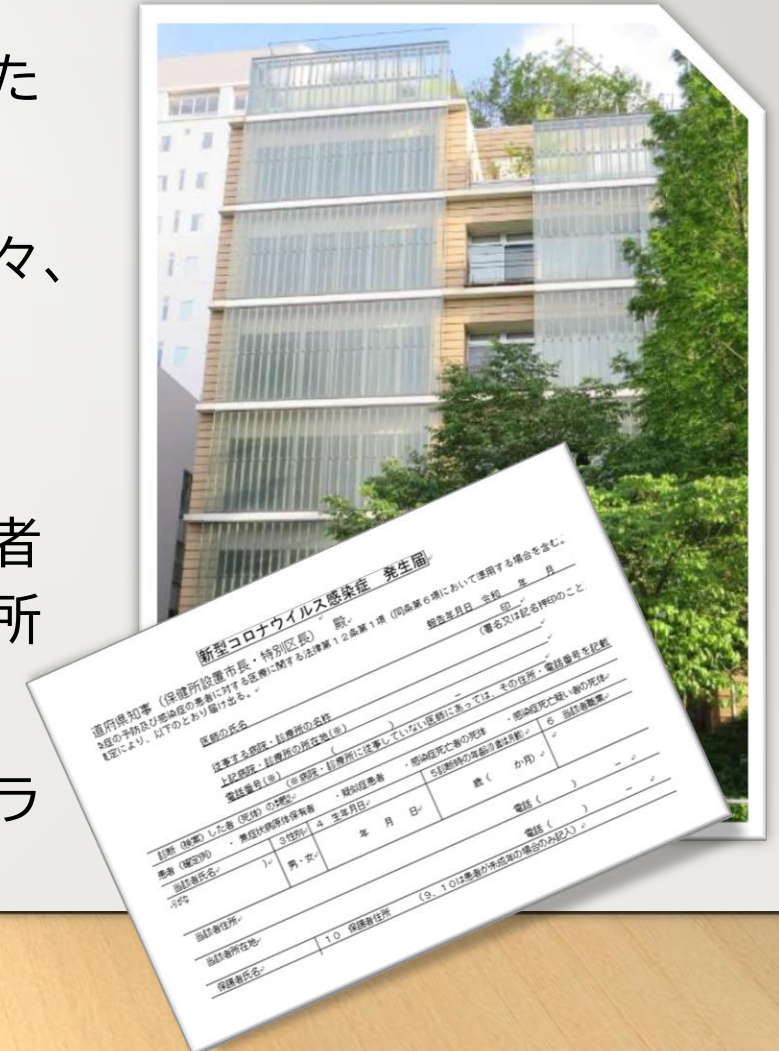 た
々、
者
所
ラ
新型コロナウイルス感染症 発生届
道府県知事(保健所設置市長・特別区長) 殿
染症の予防及び感染症の患者に対する医療に関する法律第12条第1項(同条第6項において準用する場合を含む。
規定により、以下のとおり届け出る。
報告年月日 令和 年 月
医師の氏名 印
(署名又は記名押印のこと
従事する病院・診療所の名称
上記病院・診療所の所在地(※)
電話番号(※) ( ) -
(※病院・診療所に従事していない医師にあっては、その住所・電話番号を記載
診断(検案)した者(死体)の類型
患者(確定例) ・無症状病原体保有者 ・疑似症患者 ・感染症死亡者の死体 ・感染症死亡疑い者の死体
当該者氏名 3性別 4 生年月日 5診断時の年齢(0歳は月齢) 6 当該者職業
男・女 年 月 日 歳( か月)
当該者住所
電話( ) -
当該者所在地
電話( ) -
保護者氏名 10 保護者住所 (9、10は患者が未成年の場合のみ記入)